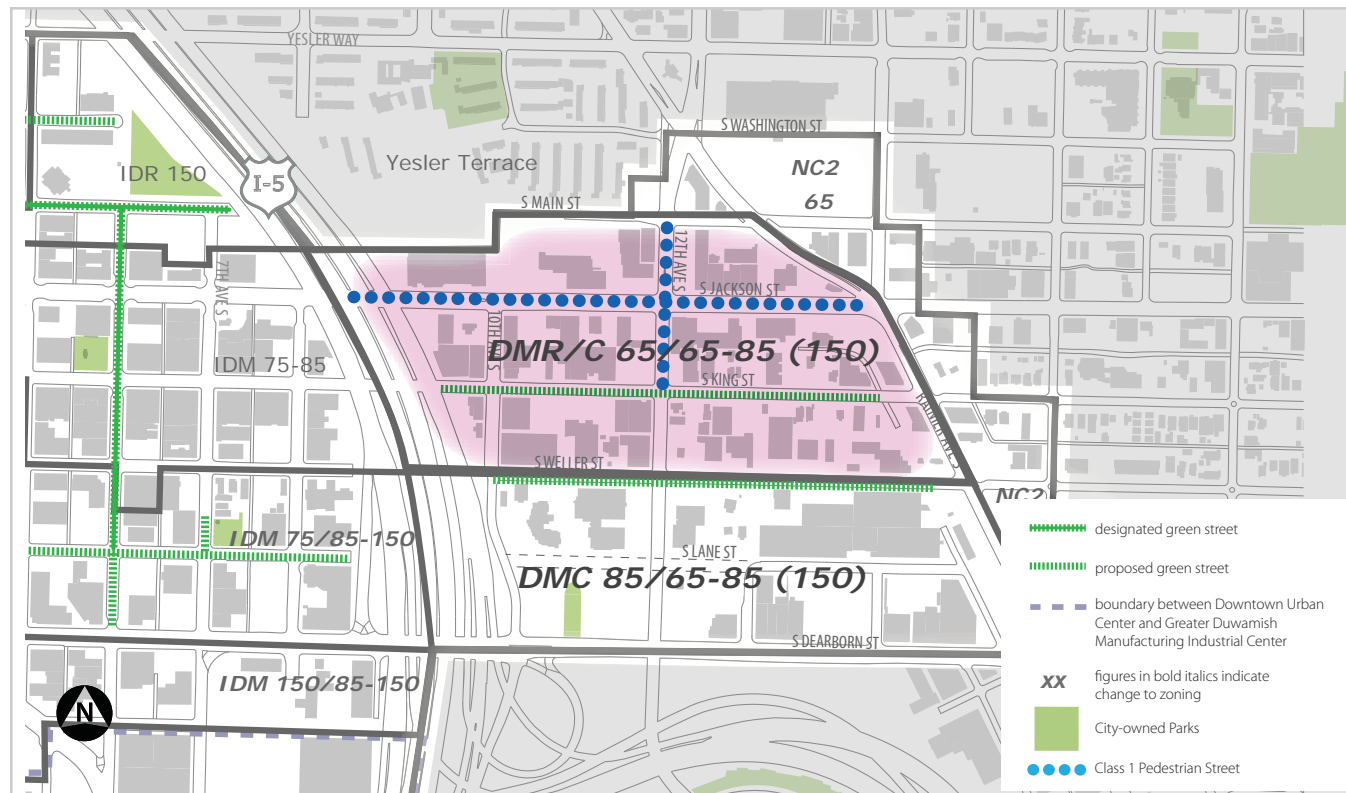 YESLER WAY
S WASHINGTON ST
Yesler Terrace
IDR 150
I-5
NC2
65
S MAIN ST
12TH AVE S
7TH AVE S
S JACKSON ST
10TH AVE S
DMR/C 65/65-85 (150)
IDM 75-85
S KING ST
RAINIER AVE S
S WELLER ST
NC2
IDM 75/85-150
S LANE ST
DMC 85/65-85 (150)
S DEARBORN ST
IDM 150/85-150
N
designated green street
proposed green street
boundary between Downtown Urban
Center and Greater Duwamish
Manufacturing Industrial Center
xx
figures in bold italics indicate
change to zoning
City-owned Parks
Class 1 Pedestrian Street